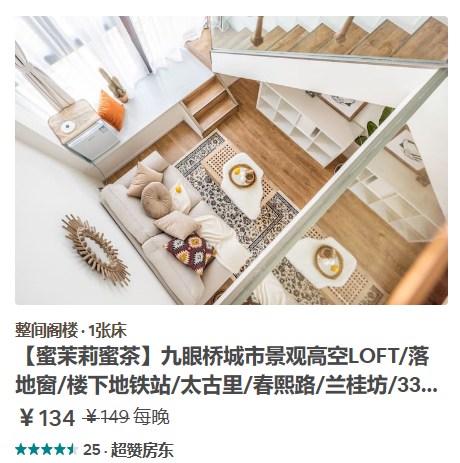 整间阁楼 · 1张床
【蜜茉莉蜜茶】九眼桥城市景观高空LOFT/落
地窗/楼下地铁站/太古里/春熙路/兰桂坊/33...
￥134 ￥149 每晚
25 · 超赞房东